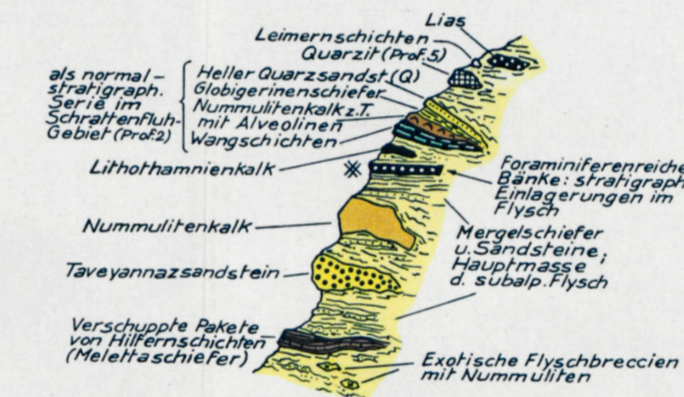 Lias
Leimernschichten
Quarzit (Prof. 5)
als normal-
stratigraph.
Serie im
Schrattenfluh-
Gebiet (Prof. 2)
Heller Quarzsandst. (Q)
Globigerinenschiefer
Nummulitenkalk z.T.
mit Alveolinen
Wangschichten
Lithothamnienkalk
Foraminiferenreiche
Bänke: stratigraph
Einlagerungen im
Flysch
Nummulitenkalk
Mergelschiefer
u. Sandsteine;
Hauptmasse
d. subalp. Flysch
Taveyannazsandstein
Verschuppte Pakete
von Hilfernschichten
(Melettaschiefer)
Exotische Flyschbreccien
mit Nummuliten